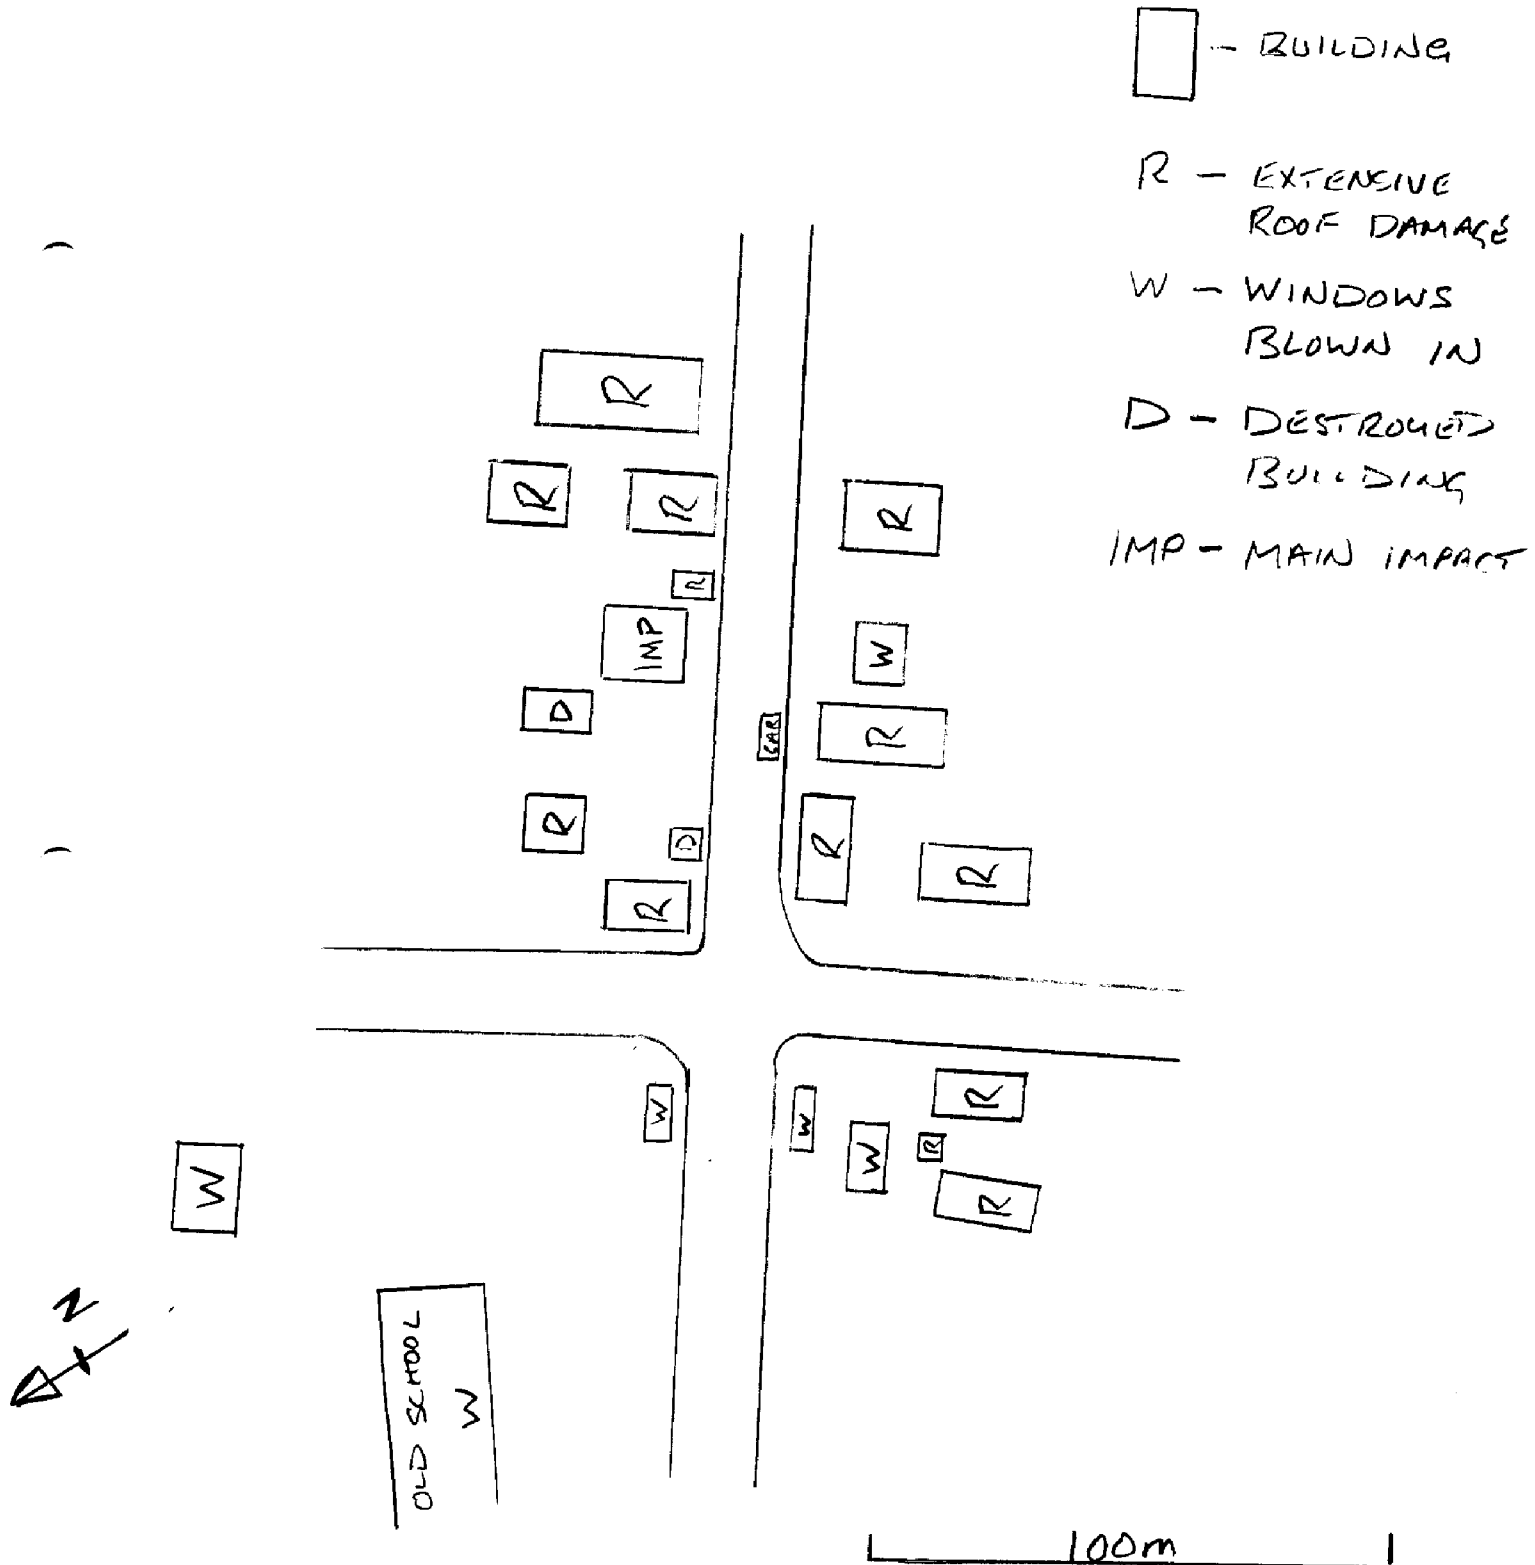 ▭ - BUILDING
R - EXTENSIVE
ROOF DAMAGE
W - WINDOWS
BLOWN IN
D - DESTROYED
BUILDING
IMP - MAIN IMPACT
R
R
R
R
R
IMP
W
D
CAR
R
R
D
R
R
R
W
W
R
W
R
W
R
N
OLD SCHOOL
W
100m